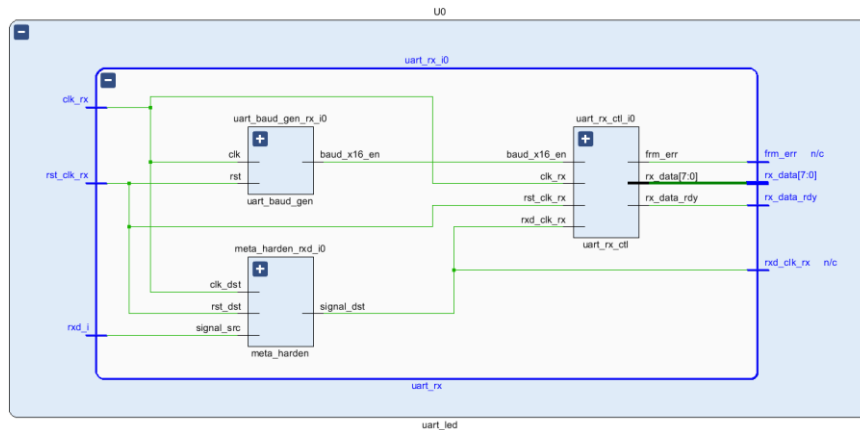 U0
uart_rx_i0
clk_rx
uart_baud_gen_rx_i0
uart_rx_ctl_i0
clk
baud_x16_en
baud_x16_en
frm_err
frm_err n/c
rst_clk_rx
rst
clk_rx
rx_data[7:0]
rx_data[7:0]
uart_baud_gen
rst_clk_rx
rx_data_rdy
rx_data_rdy
rxd_clk_rx
meta_harden_rxd_i0
uart_rx_ctl
rxd_clk_rx n/c
clk_dst
rst_dst
signal_dst
rxd_i
signal_src
meta_harden
uart_rx
uart_led